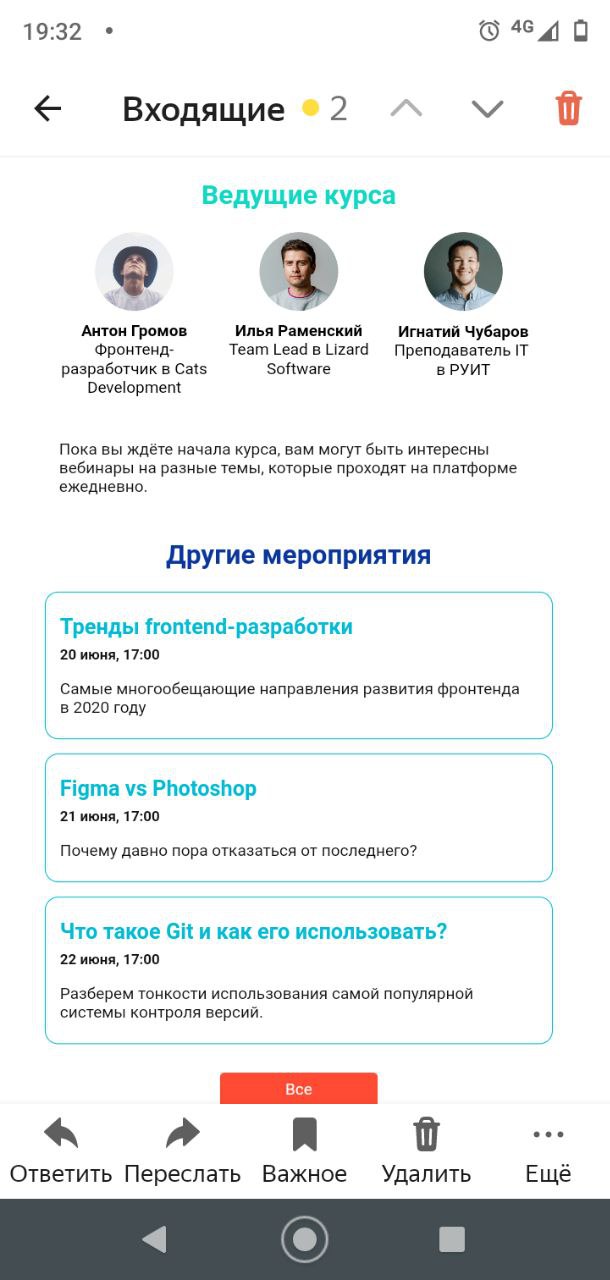 19:32
4G
Входящие 2
Ведущие курса
Антон Громов
Фронтенд-
разработчик в Cats
Development
Илья Раменский
Team Lead в Lizard
Software
Игнатий Чубаров
Преподаватель IT
в РУИТ
Пока вы ждёте начала курса, вам могут быть интересны
вебинары на разные темы, которые проходят на платформе
ежедневно.
Другие мероприятия
Тренды frontend-разработки
20 июня, 17:00
Самые многообещающие направления развития фронтенда
в 2020 году
Figma vs Photoshop
21 июня, 17:00
Почему давно пора отказаться от последнего?
Что такое Git и как его использовать?
22 июня, 17:00
Разберем тонкости использования самой популярной
системы контроля версий.
Все
Ответить Переслать Важное Удалить Ещё